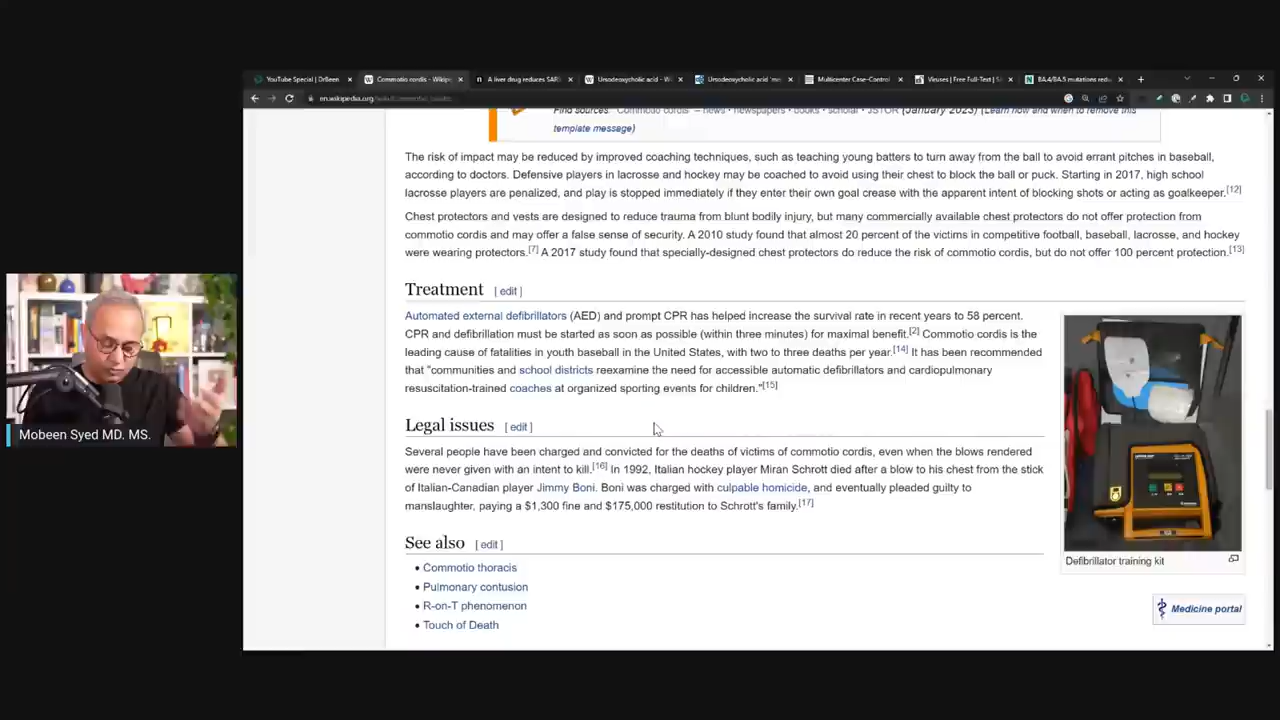 YouTube Special | DrBeen
Commotio cordis - Wikip
A liver drug reduces SAR
Ursodeoxycholic acid - W
Ursodeoxycholic acid 'me
Multicenter Case-Control
Viruses | Free Full-Text | S
BA.4/BA.5 mutations redu
Find sources: "Commotio cordis" – news · newspapers · books · scholar · JSTOR (January 2023) (Learn how and when to remove this
template message)
The risk of impact may be reduced by improved coaching techniques, such as teaching young batters to turn away from the ball to avoid errant pitches in baseball,
according to doctors. Defensive players in lacrosse and hockey may be coached to avoid using their chest to block the ball or puck. Starting in 2017, high school
lacrosse players are penalized, and play is stopped immediately if they enter their own goal crease with the apparent intent of blocking shots or acting as goalkeeper.[12]
Chest protectors and vests are designed to reduce trauma from blunt bodily injury, but many commercially available chest protectors do not offer protection from
commotio cordis and may offer a false sense of security. A 2010 study found that almost 20 percent of the victims in competitive football, baseball, lacrosse, and hockey
were wearing protectors.[7] A 2017 study found that specially-designed chest protectors do reduce the risk of commotio cordis, but do not offer 100 percent protection.[13]
Treatment [ edit ]
Automated external defibrillators (AED) and prompt CPR has helped increase the survival rate in recent years to 58 percent.
CPR and defibrillation must be started as soon as possible (within three minutes) for maximal benefit.[2] Commotio cordis is the
leading cause of fatalities in youth baseball in the United States, with two to three deaths per year.[14] It has been recommended
that "communities and school districts reexamine the need for accessible automatic defibrillators and cardiopulmonary
resuscitation-trained coaches at organized sporting events for children."[15]
Legal issues [ edit ]
Several people have been charged and convicted for the deaths of victims of commotio cordis, even when the blows rendered
were never given with an intent to kill.[16] In 1992, Italian hockey player Miran Schrott died after a blow to his chest from the stick
of Italian-Canadian player Jimmy Boni. Boni was charged with culpable homicide, and eventually pleaded guilty to
manslaughter, paying a $1,300 fine and $175,000 restitution to Schrott's family.[17]
See also [ edit ]
• Commotio thoracis
• Pulmonary contusion
• R-on-T phenomenon
• Touch of Death
Defibrillator training kit
Medicine portal
Mobeen Syed MD. MS.